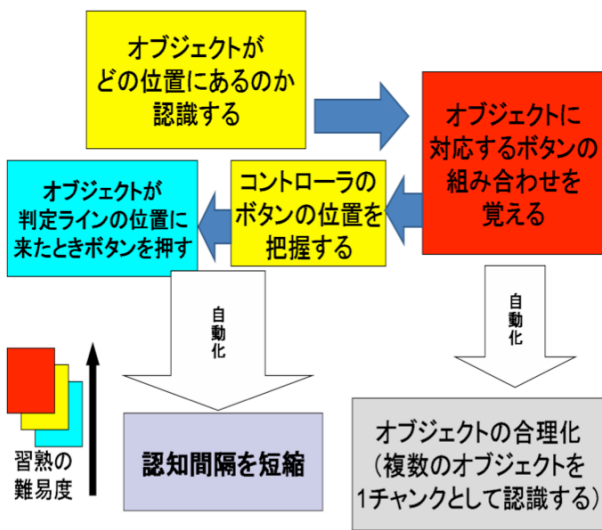 オブジェクトが
どの位置にあるのか
認識する
オブジェクトに
対応するボタンの
組み合わせを
覚える
コントローラの
ボタンの位置を
把握する
オブジェクトが
判定ラインの位置に
来たときボタンを押す
自動化
自動化
認知間隔を短縮
オブジェクトの合理化
(複数のオブジェクトを
1チャンクとして認識する)
習熟の
難易度